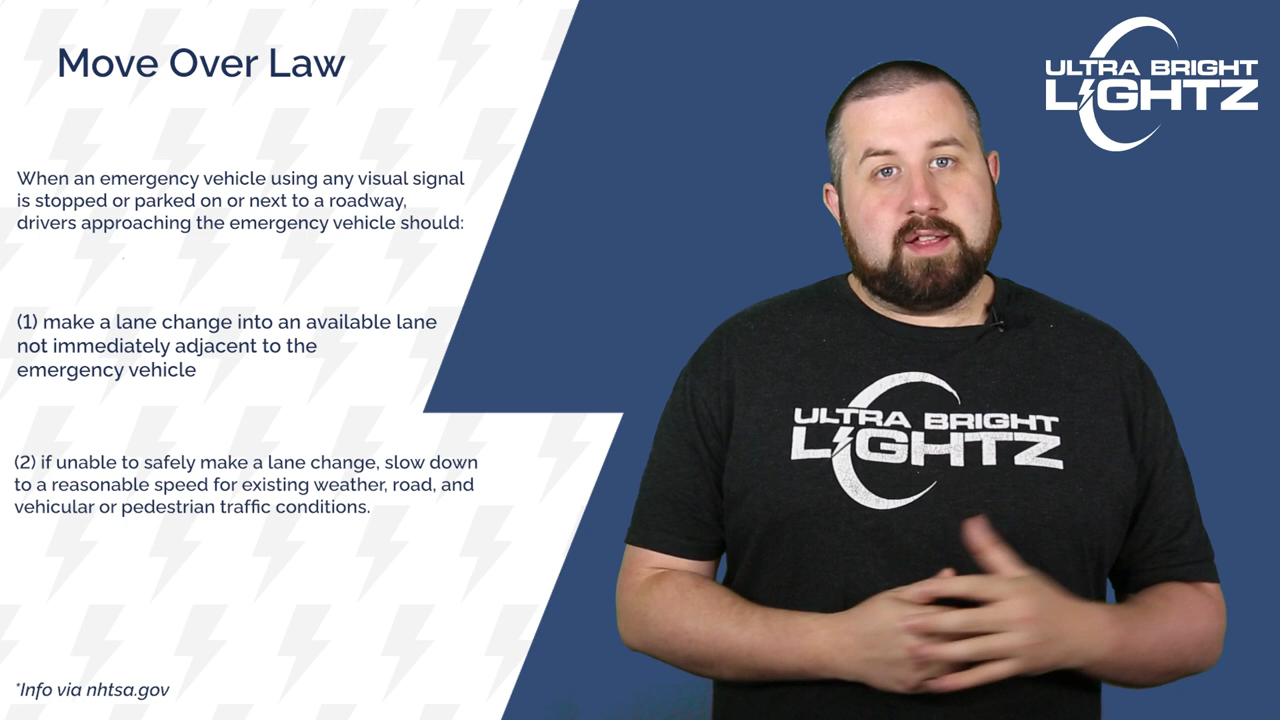 Move Over Law
When an emergency vehicle using any visual signal
is stopped or parked on or next to a roadway,
drivers approaching the emergency vehicle should:
(1) make a lane change into an available lane
not immediately adjacent to the
emergency vehicle
(2) if unable to safely make a lane change, slow down
to a reasonable speed for existing weather, road, and
vehicular or pedestrian traffic conditions.
*Info via nhtsa.gov
ULTRA BRIGHT
LIGHTZ
ULTRA BRIGHT
LIGHTZ